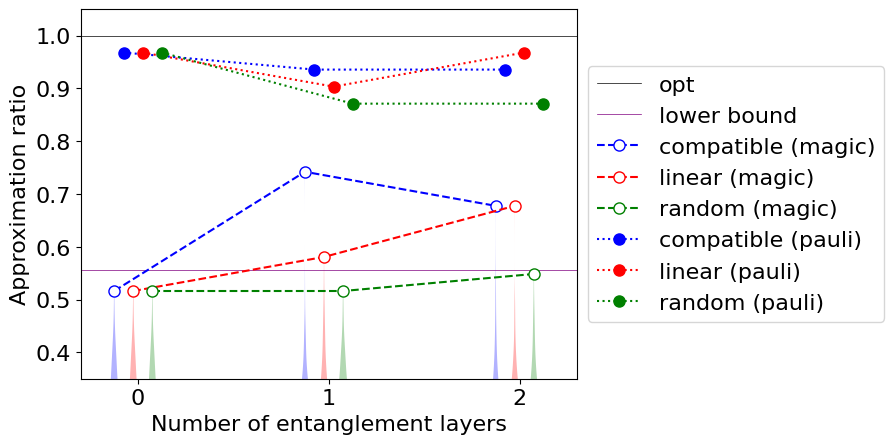 1.0
0.9
0.8
0.7
0.6
0.5
0.4
Approximation ratio
0 1 2
Number of entanglement layers
opt
lower bound
compatible (magic)
linear (magic)
random (magic)
compatible (pauli)
linear (pauli)
random (pauli)